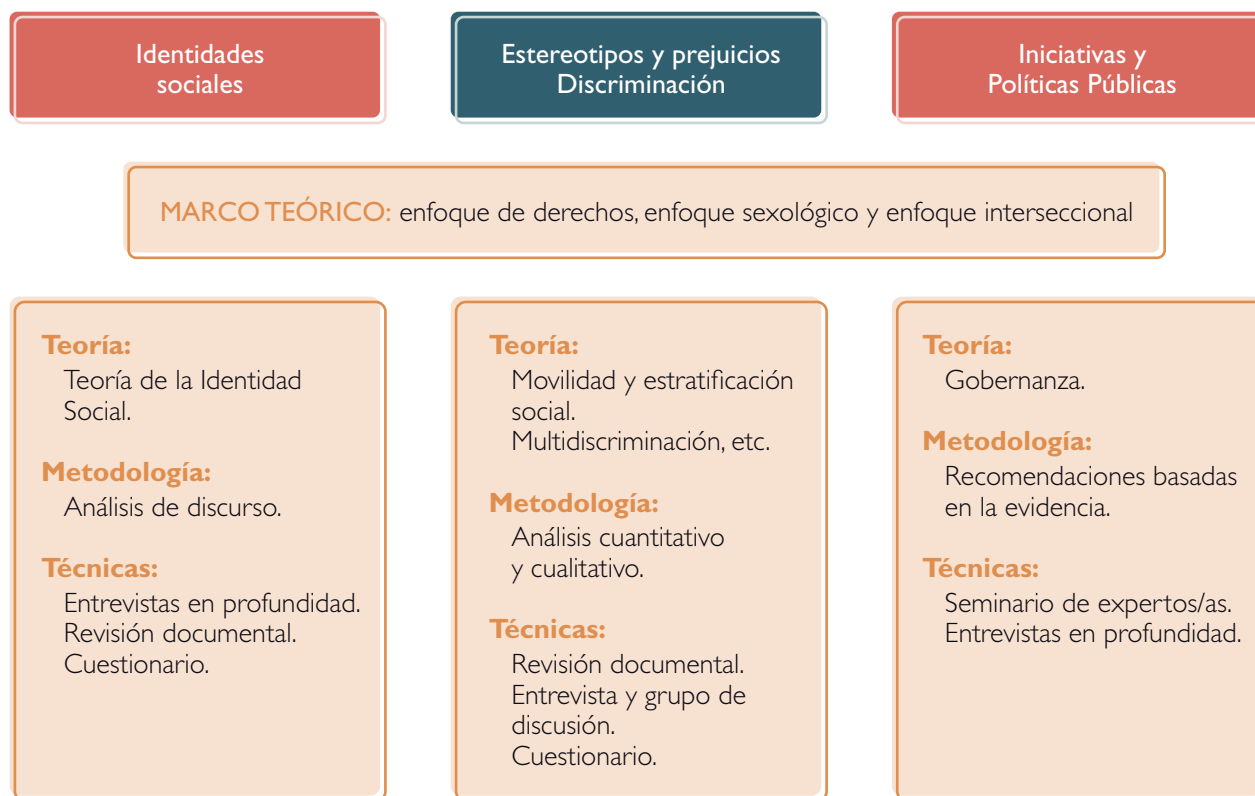 Identidades
sociales
Estereotipos y prejuicios
Discriminación
Iniciativas y
Políticas Públicas
MARCO TEÓRICO: enfoque de derechos, enfoque sexológico y enfoque interseccional
Teoría:
Teoría de la Identidad
Social.
Metodología:
Análisis de discurso.
Técnicas:
Entrevistas en profundidad.
Revisión documental.
Cuestionario.
Teoría:
Movilidad y estratificación
social.
Multidiscriminación, etc.
Metodología:
Análisis cuantitativo
y cualitativo.
Técnicas:
Revisión documental.
Entrevista y grupo de
discusión.
Cuestionario.
Teoría:
Gobernanza.
Metodología:
Recomendaciones basadas
en la evidencia.
Técnicas:
Seminario de expertos/as.
Entrevistas en profundidad.